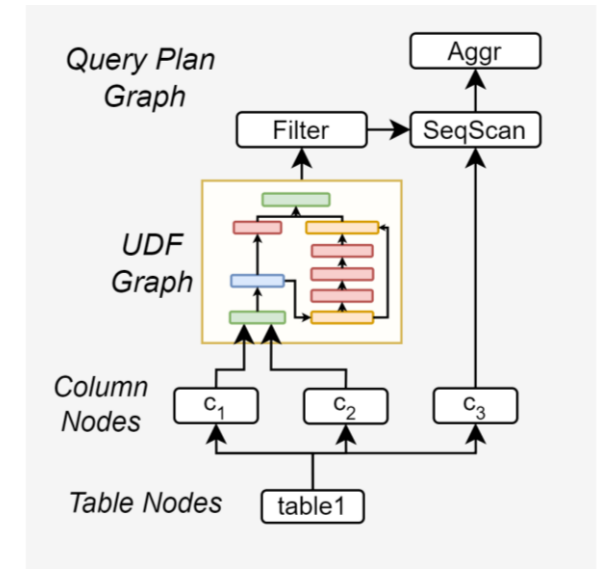 Query Plan
Graph
Aggr
Filter
SeqScan
UDF
Graph
Column
Nodes
c1
c2
c3
Table Nodes
table1